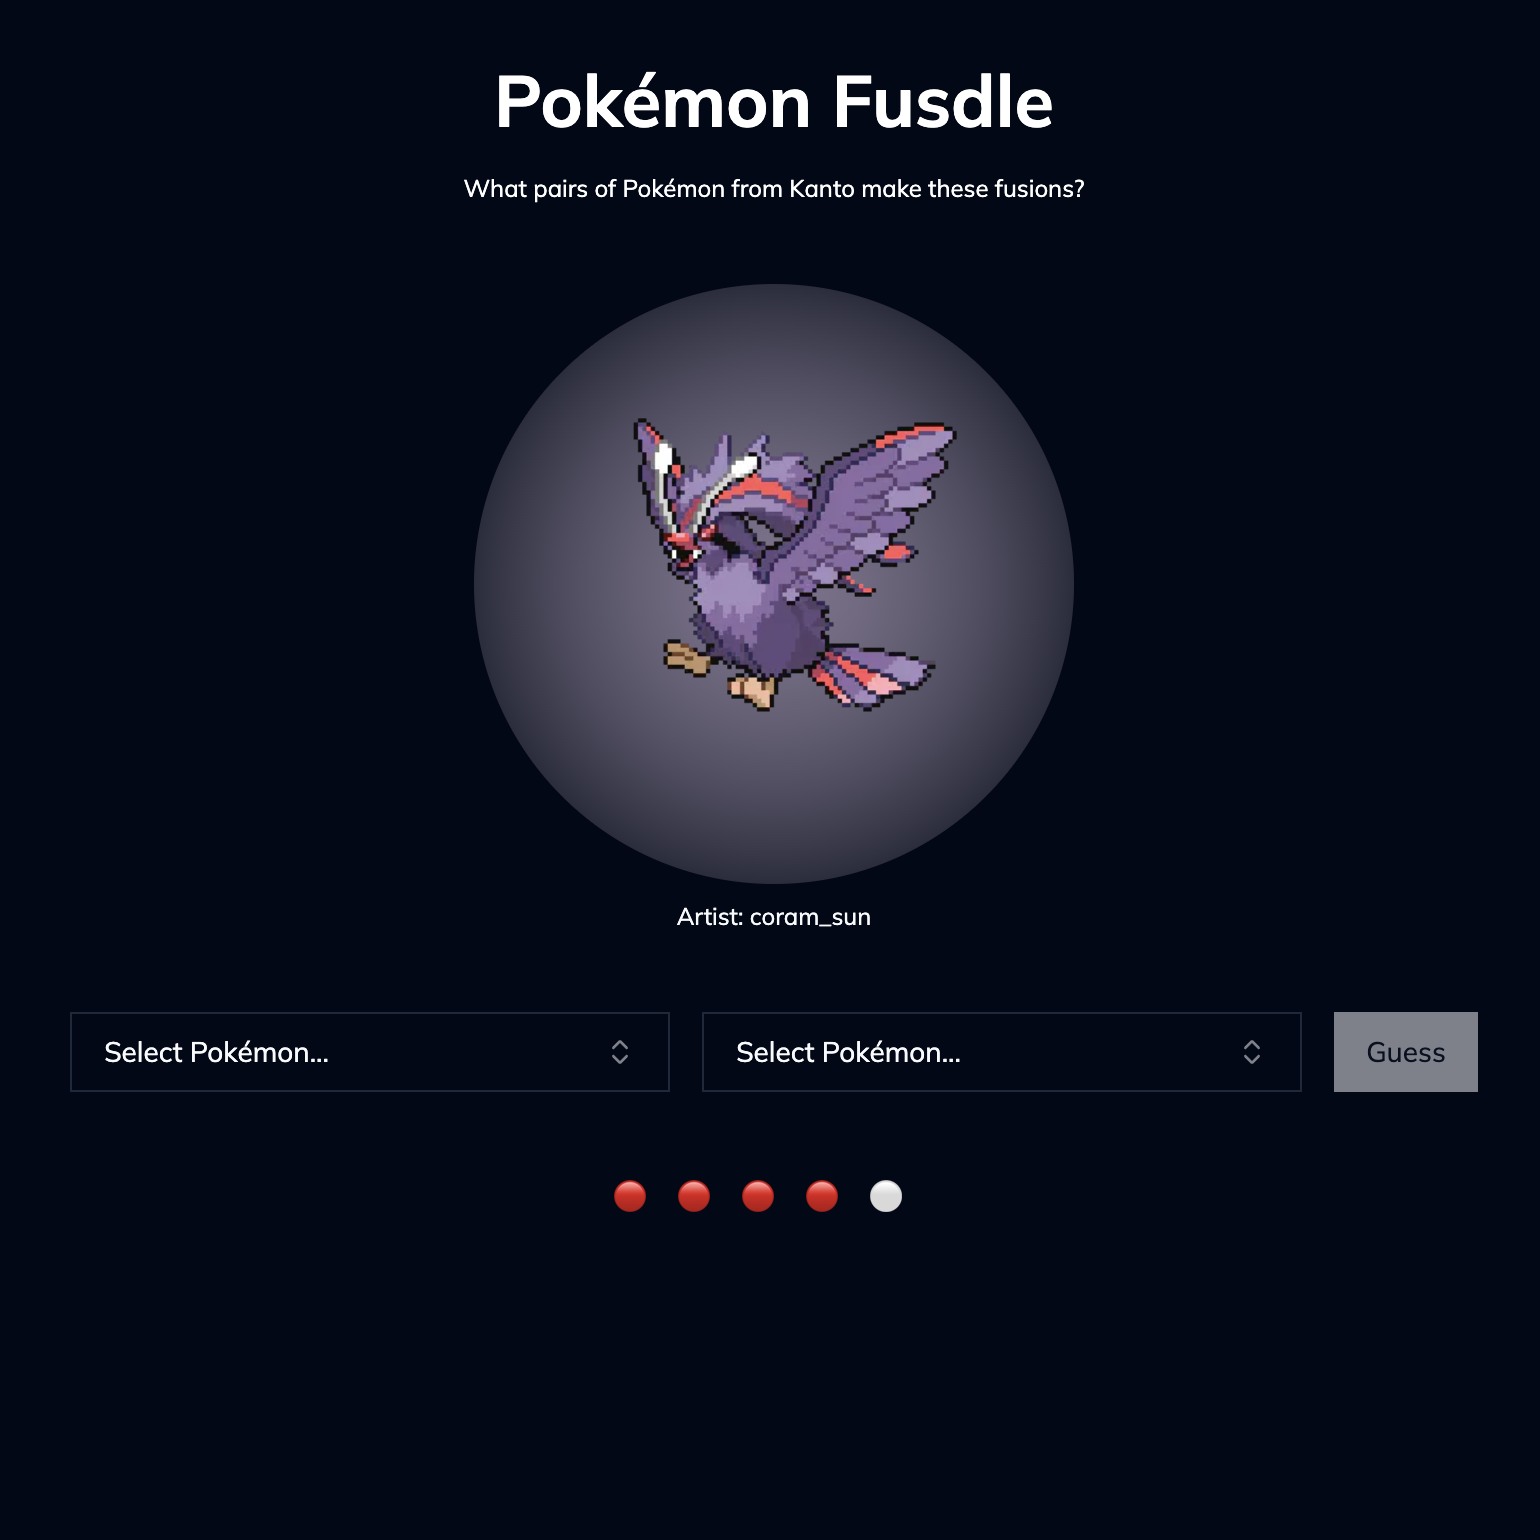 Pokémon Fusdle
What pairs of Pokémon from Kanto make these fusions?
Artist: coram_sun
Select Pokémon...
Select Pokémon...
Guess